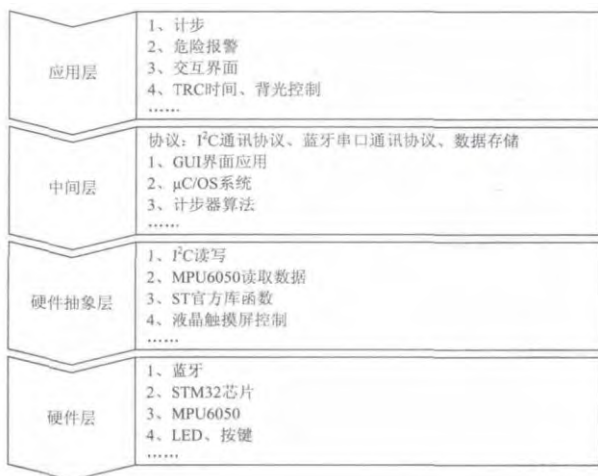 应用层
1、计步
2、危险报警
3、交互界面
4、TRC时间、背光控制
……
中间层
协议：I²C通讯协议、蓝牙串口通讯协议、数据存储
1、GUI界面应用
2、μC/OS系统
3、计步器算法
……
硬件抽象层
1、I²C读写
2、MPU6050读取数据
3、ST官方库函数
4、液晶触摸屏控制
……
硬件层
1、蓝牙
2、STM32芯片
3、MPU6050
4、LED、按键
……